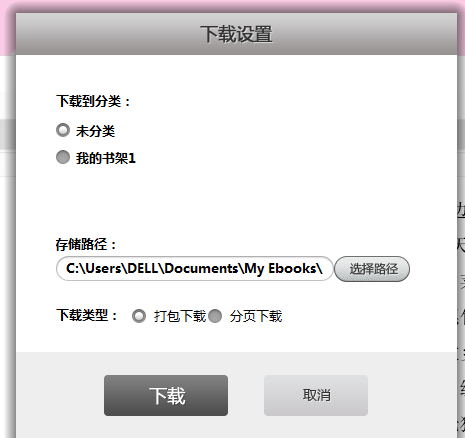 下载设置
下载到分类：
未分类
我的书架1
存储路径：
C:\Users\DELL\Documents\My Ebooks\ 选择路径
下载类型： 打包下载 分页下载
下载 取消